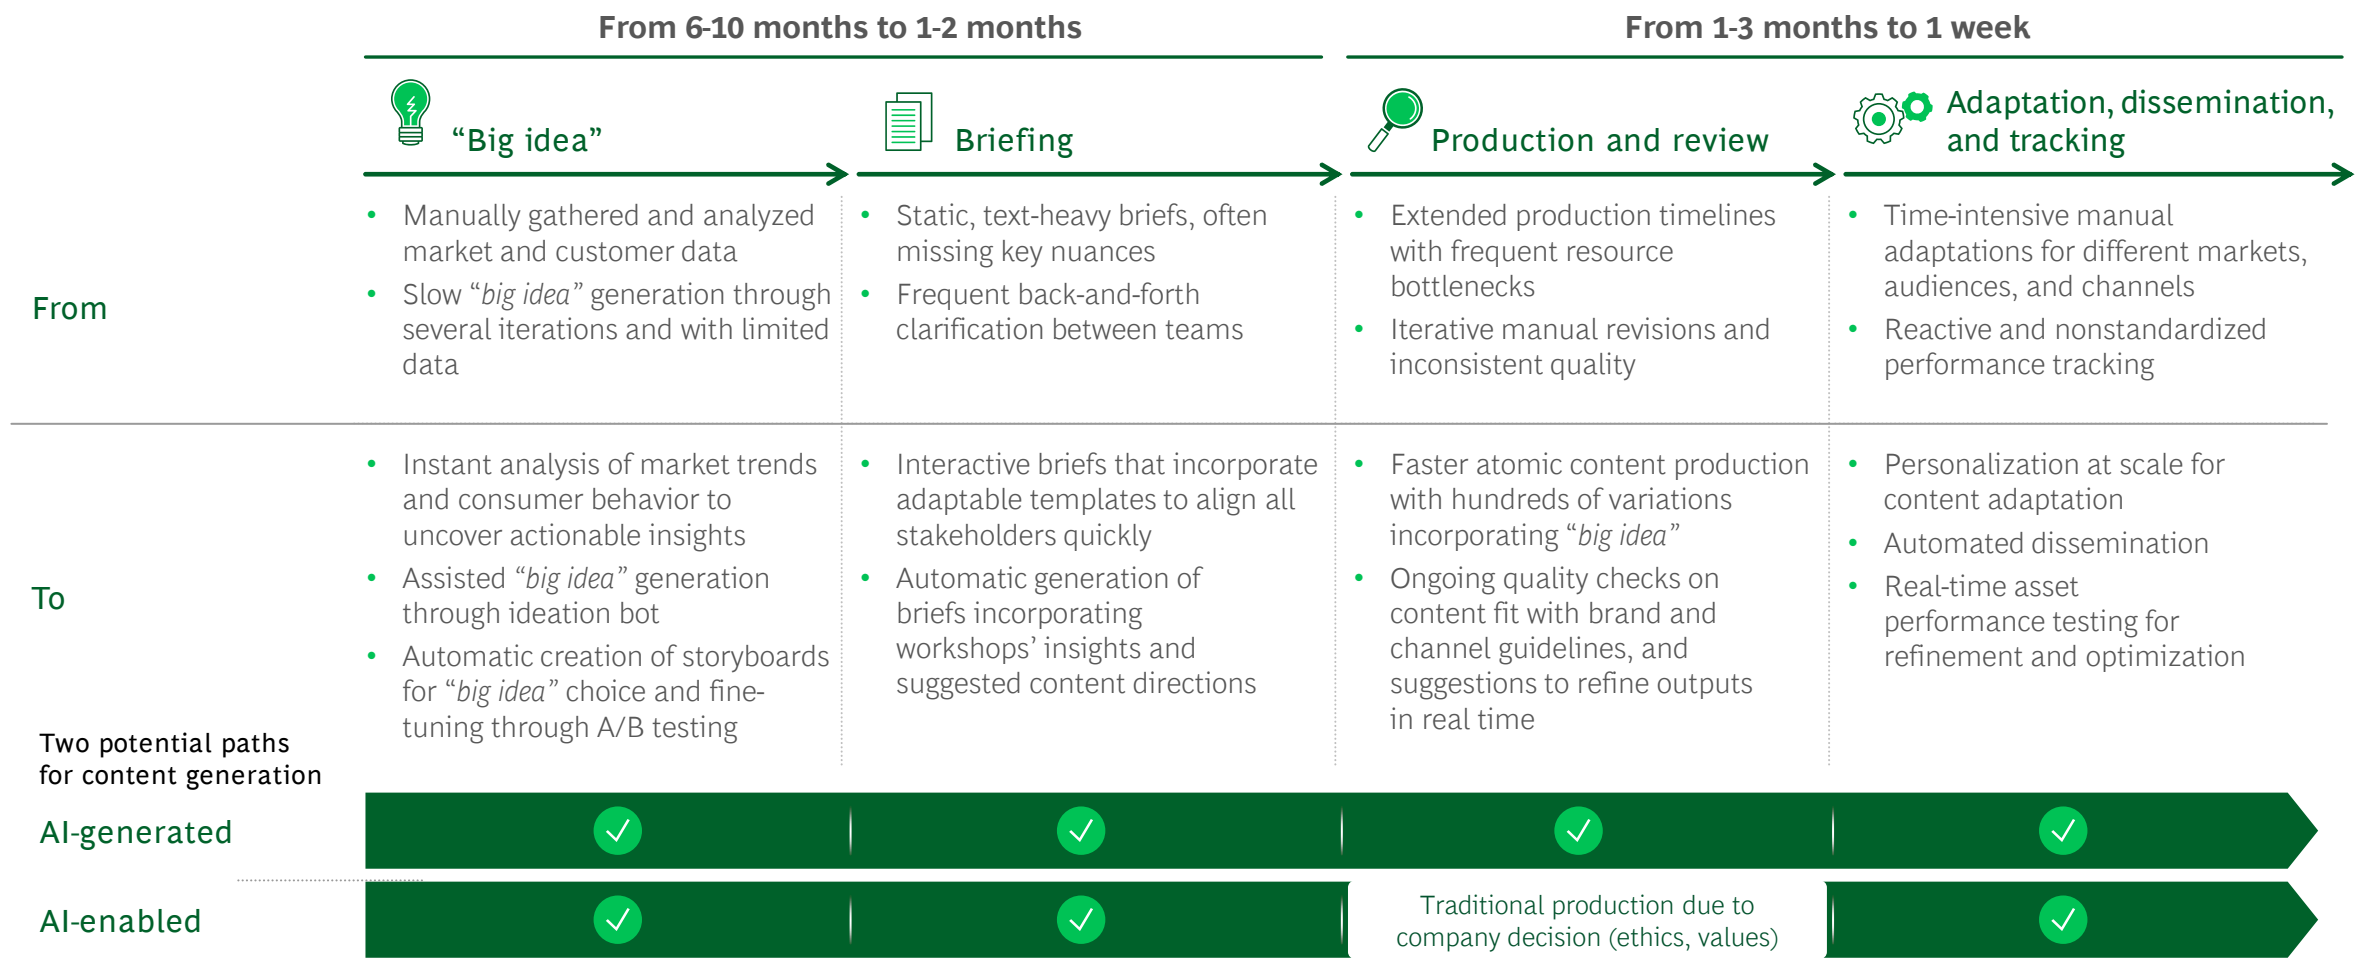 From 6-10 months to 1-2 months
From 1-3 months to 1 week
“Big idea”
Briefing
Production and review
Adaptation, dissemination,
and tracking
From
• Manually gathered and analyzed
market and customer data
• Slow “big idea” generation through
several iterations and with limited
data
• Static, text-heavy briefs, often
missing key nuances
• Frequent back-and-forth
clarification between teams
• Extended production timelines
with frequent resource
bottlenecks
• Iterative manual revisions and
inconsistent quality
• Time-intensive manual
adaptations for different markets,
audiences, and channels
• Reactive and nonstandardized
performance tracking
To
• Instant analysis of market trends
and consumer behavior to
uncover actionable insights
• Assisted “big idea” generation
through ideation bot
• Automatic creation of storyboards
for “big idea” choice and fine-
tuning through A/B testing
• Interactive briefs that incorporate
adaptable templates to align all
stakeholders quickly
• Automatic generation of
briefs incorporating
workshops’ insights and
suggested content directions
• Faster atomic content production
with hundreds of variations
incorporating “big idea”
• Ongoing quality checks on
content fit with brand and
channel guidelines, and
suggestions to refine outputs
in real time
• Personalization at scale for
content adaptation
• Automated dissemination
• Real-time asset
performance testing for
refinement and optimization
Two potential paths
for content generation
AI-generated
AI-enabled
Traditional production due to
company decision (ethics, values)